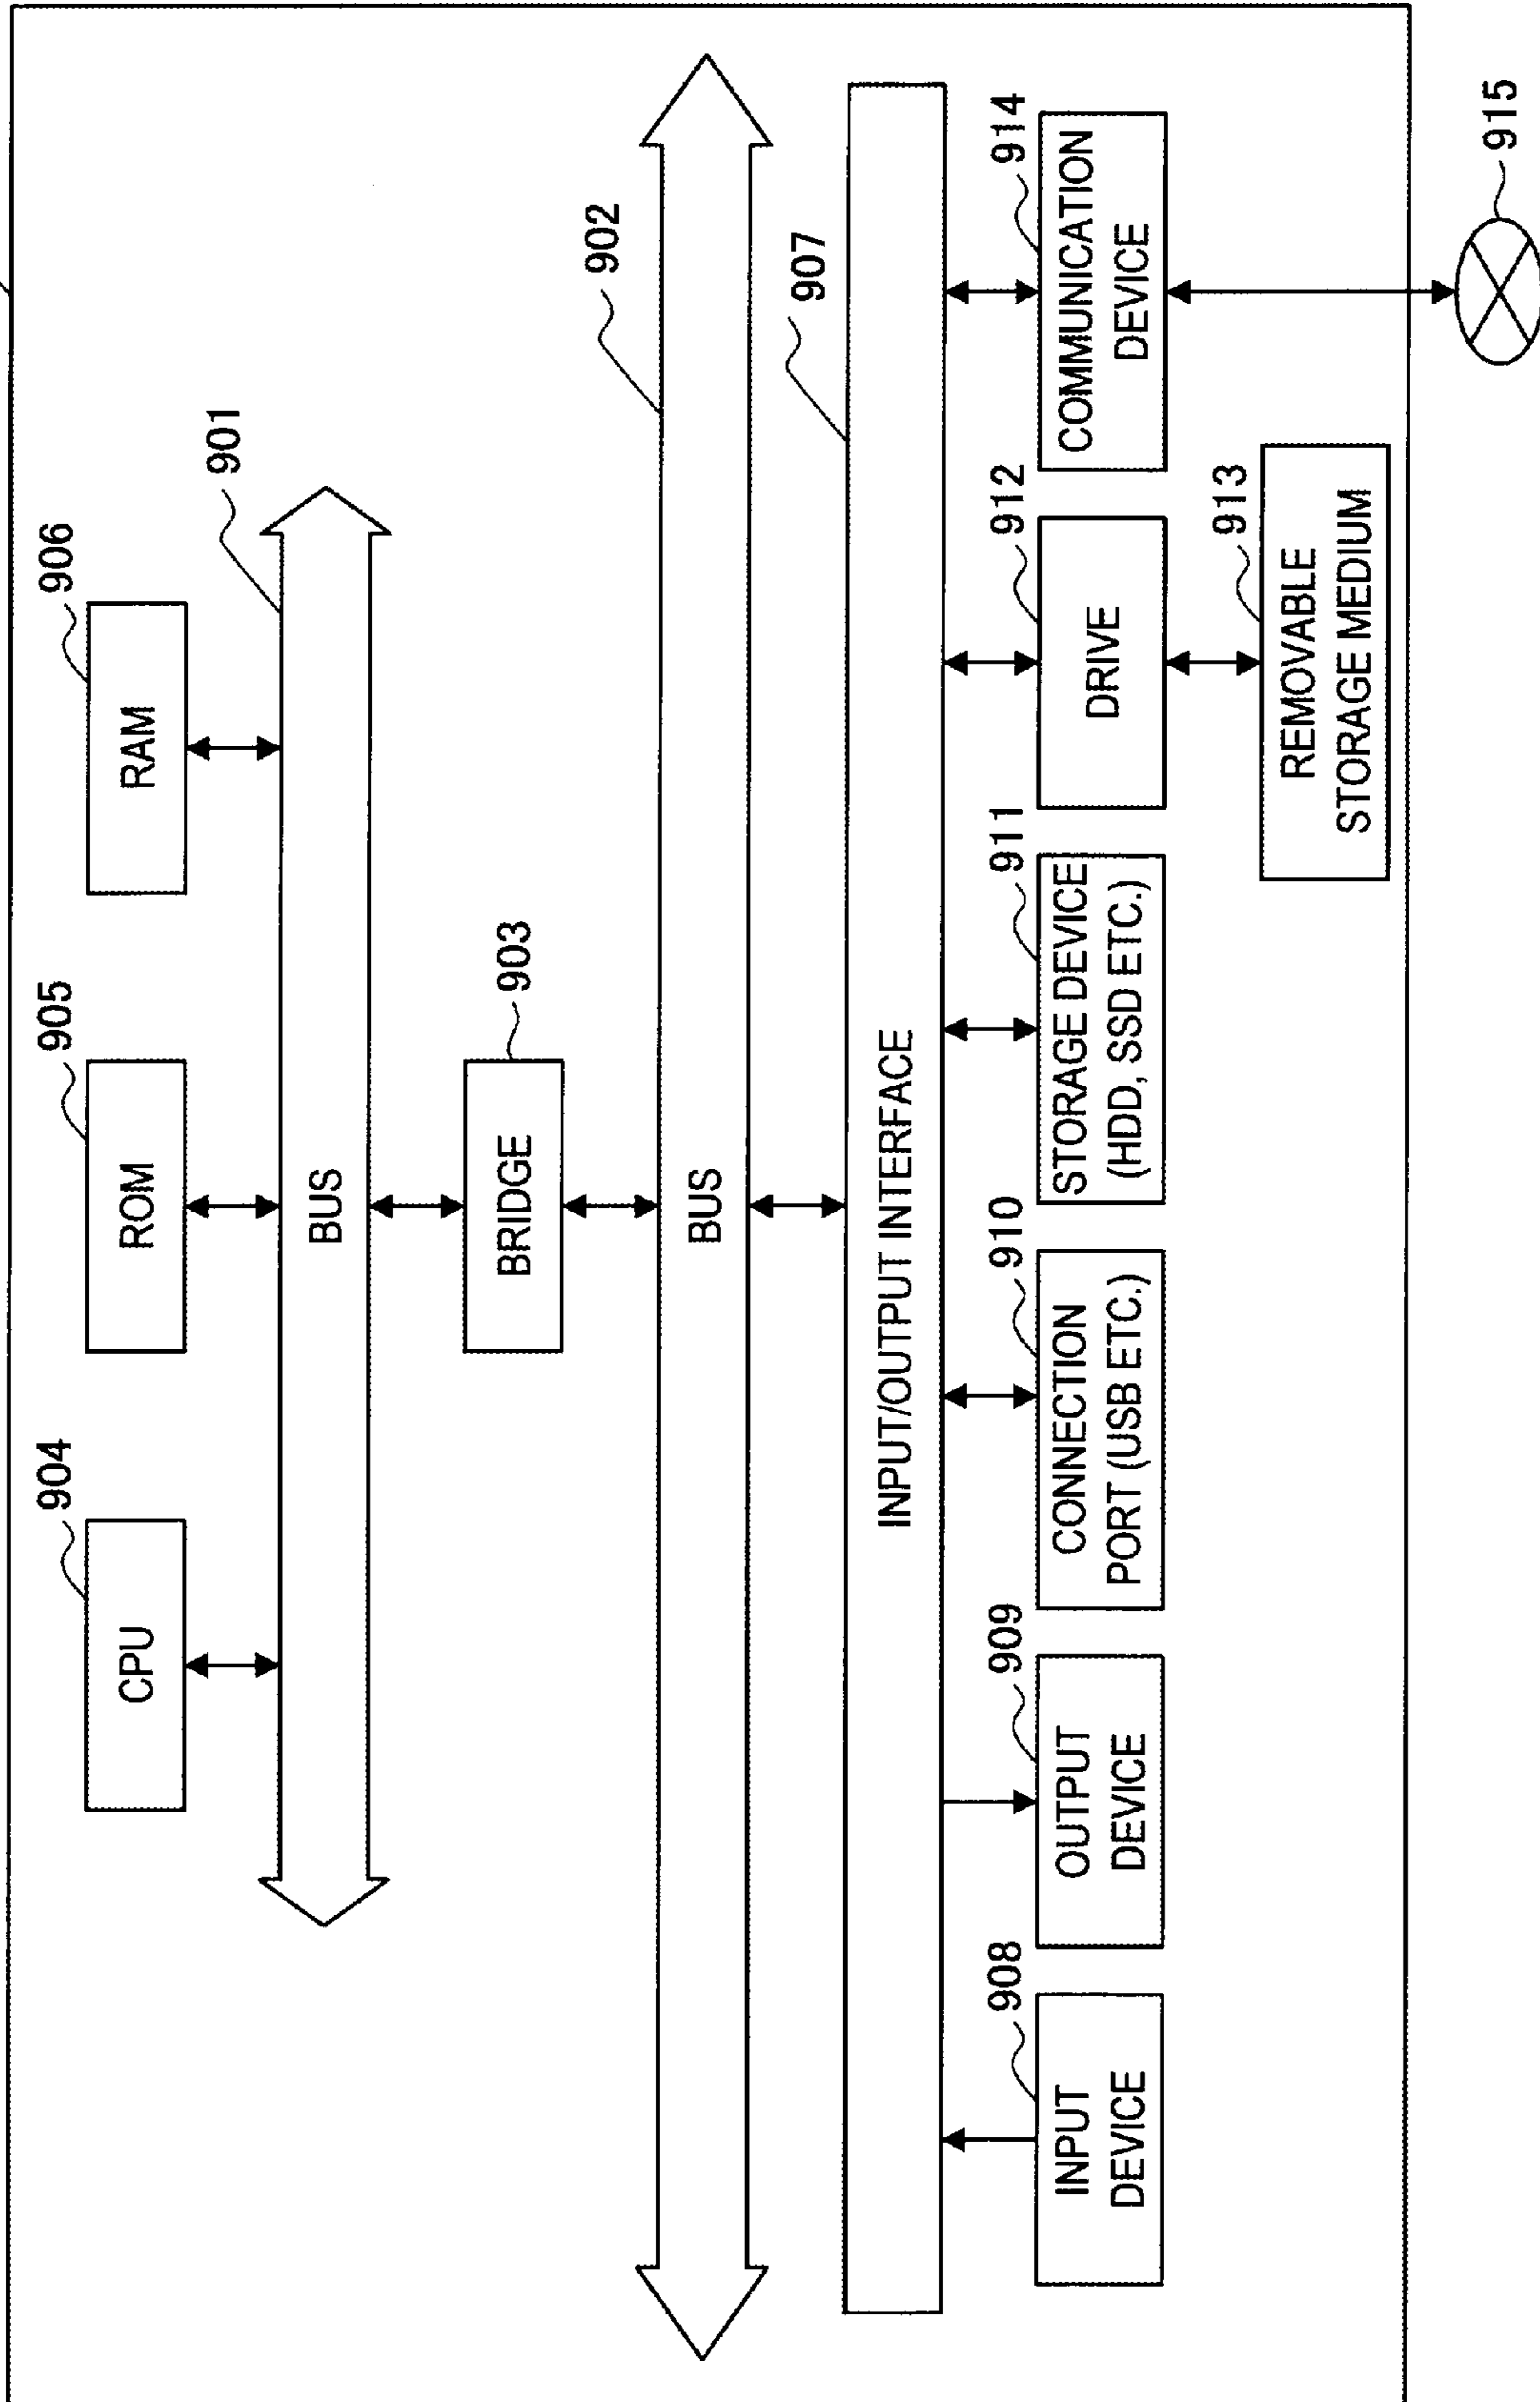 904
CPU
905
ROM
906
RAM
901
BUS
903
BRIDGE
902
BUS
907
INPUT/OUTPUT INTERFACE
908
INPUT
DEVICE
909
OUTPUT
DEVICE
910
CONNECTION
PORT (USB ETC.)
911
STORAGE DEVICE
(HDD, SSD ETC.)
912
DRIVE
914
COMMUNICATION
DEVICE
913
REMOVABLE
STORAGE MEDIUM
915